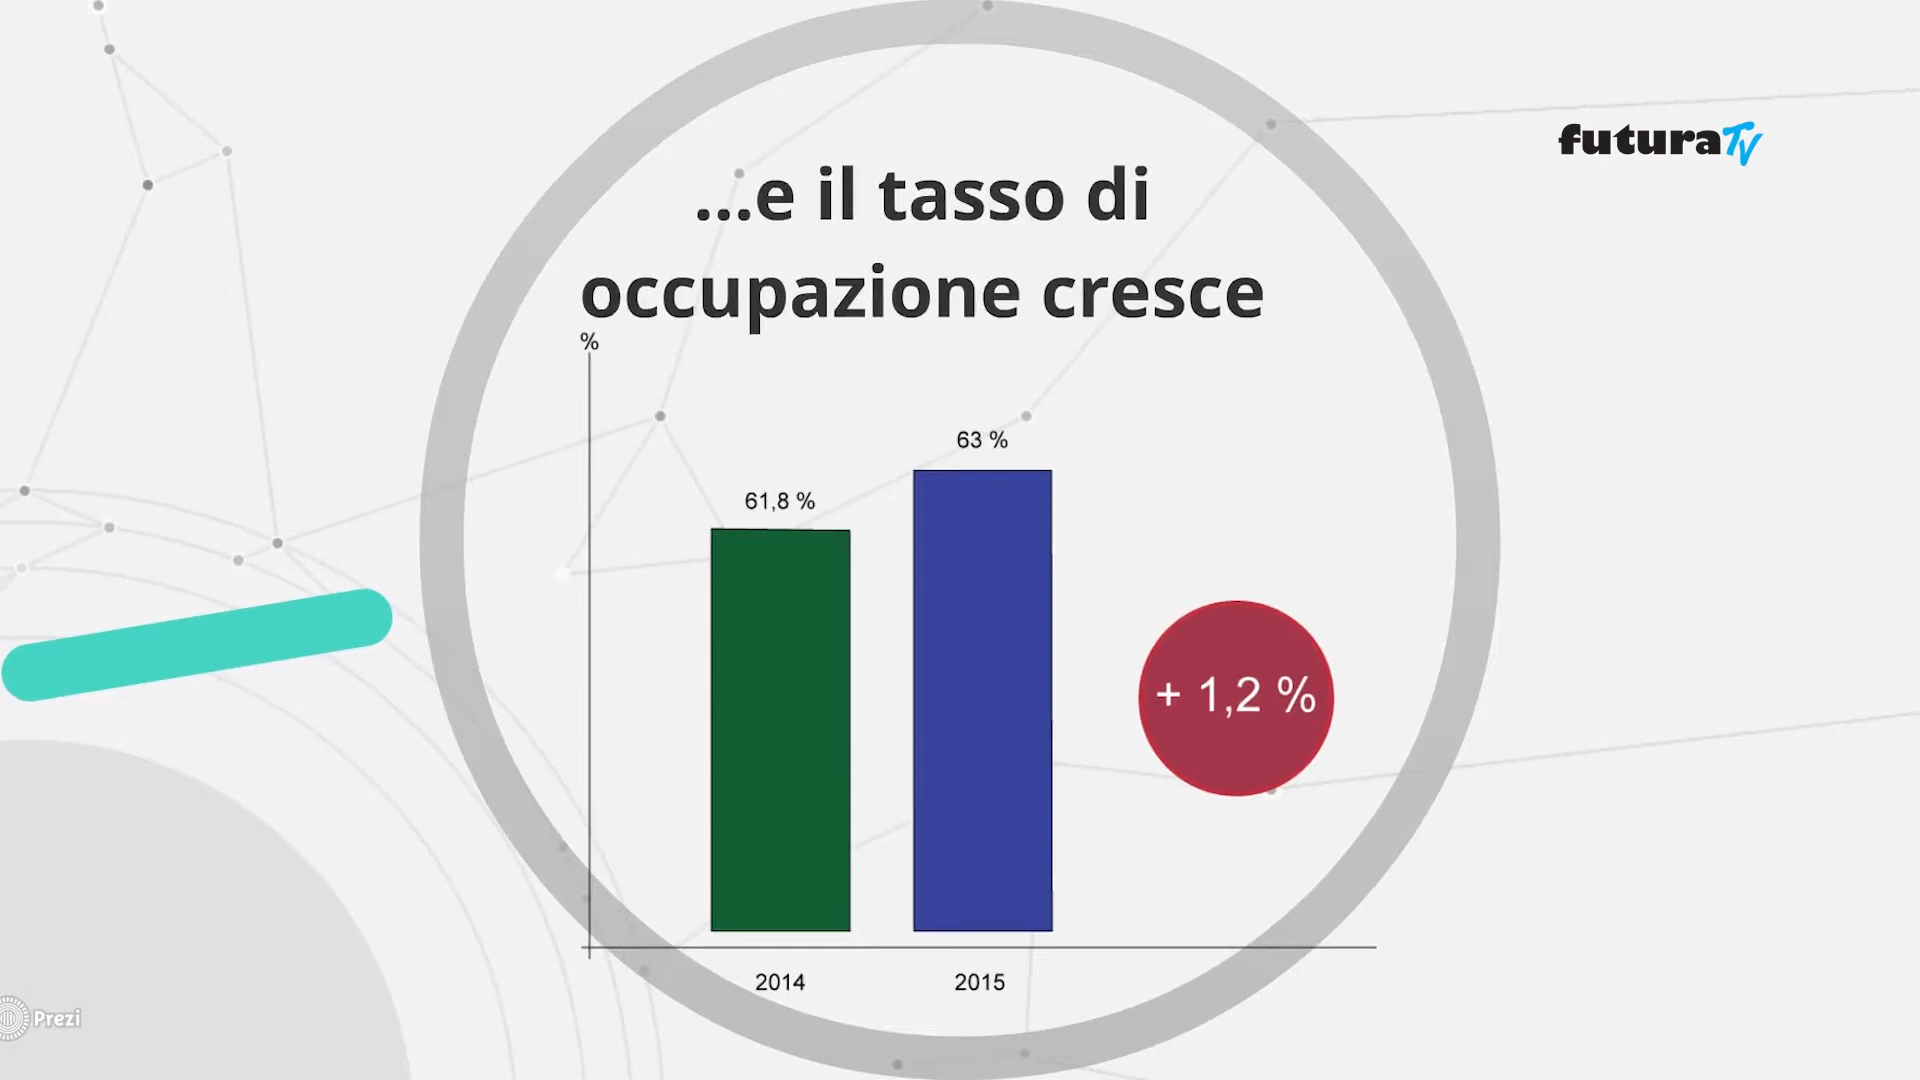 futuraTV
...e il tasso di
occupazione cresce
%
63 %
61,8 %
+ 1,2 %
2014
2015
Prezi